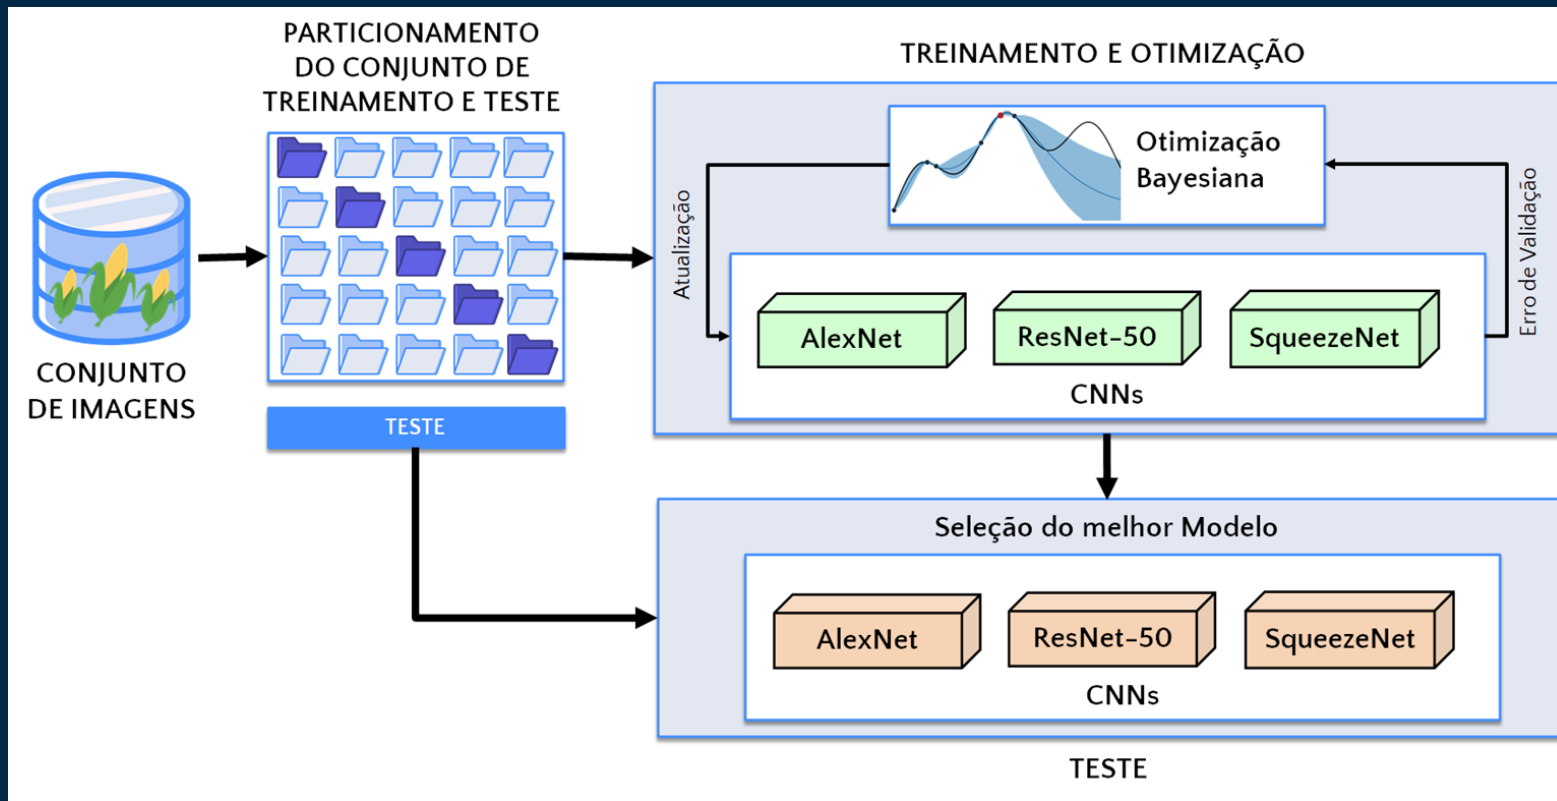 PARTICIONAMENTO
DO CONJUNTO DE
TREINAMENTO E TESTE
CONJUNTO
DE IMAGENS
TESTE
TREINAMENTO E OTIMIZAÇÃO
Otimização
Bayesiana
Atualização
Erro de Validação
AlexNet
ResNet-50
SqueezeNet
CNNs
Seleção do melhor Modelo
AlexNet
ResNet-50
SqueezeNet
CNNs
TESTE